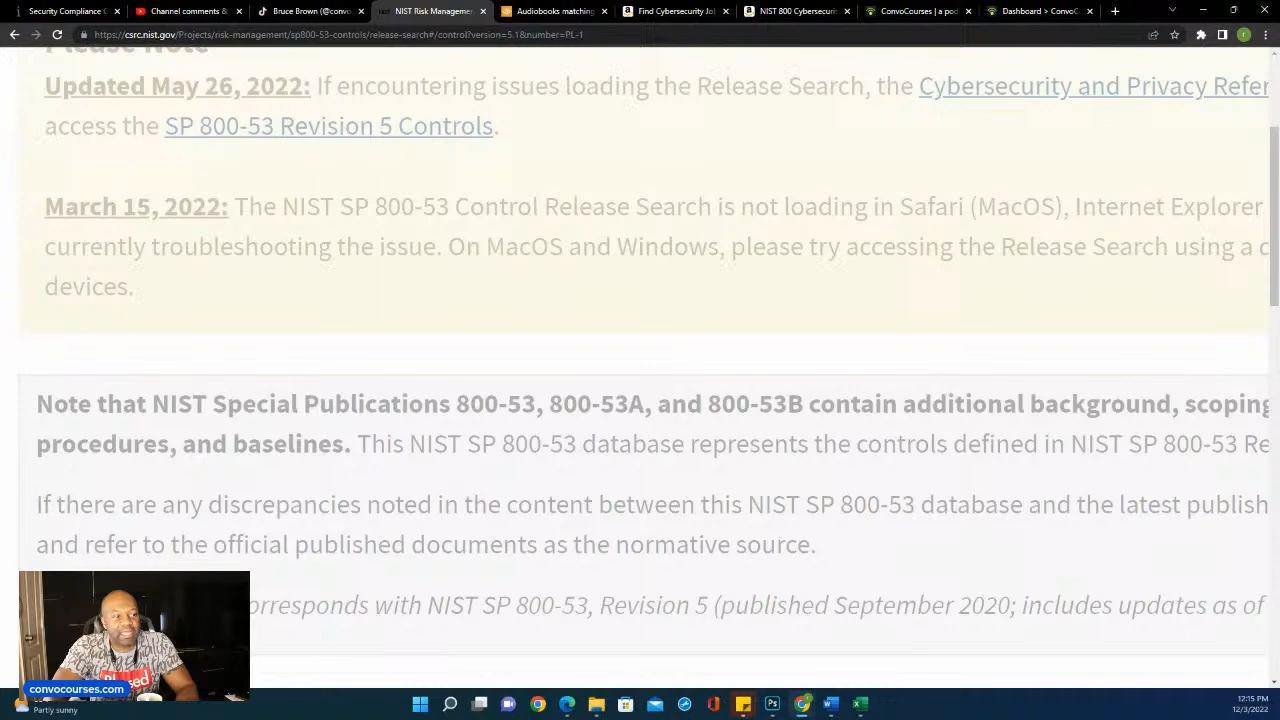 Security Compliance G
Channel comments &
Bruce Brown (@convo
NIST Risk Managemen
Audiobooks matching
Find Cybersecurity Jo
NIST 800 Cybersecu
ConvoCourses | a pod
Dashboard > ConvoC
https://csrc.nist.gov/Projects/risk-management/sp800-53-controls/release-search#/control?version=5.1&number=PL-1
Please Note
Updated May 26, 2022: If encountering issues loading the Release Search, the Cybersecurity and Privacy Refer
access the SP 800-53 Revision 5 Controls.
March 15, 2022: The NIST SP 800-53 Control Release Search is not loading in Safari (MacOS), Internet Explorer
currently troubleshooting the issue. On MacOS and Windows, please try accessing the Release Search using a d
devices.
Note that NIST Special Publications 800-53, 800-53A, and 800-53B contain additional background, scoping
procedures, and baselines. This NIST SP 800-53 database represents the controls defined in NIST SP 800-53 Re
If there are any discrepancies noted in the content between this NIST SP 800-53 database and the latest publish
and refer to the official published documents as the normative source.
orresponds with NIST SP 800-53, Revision 5 (published September 2020; includes updates as of
convocourses.com
Partly sunny
12:15 PM
12/3/2022